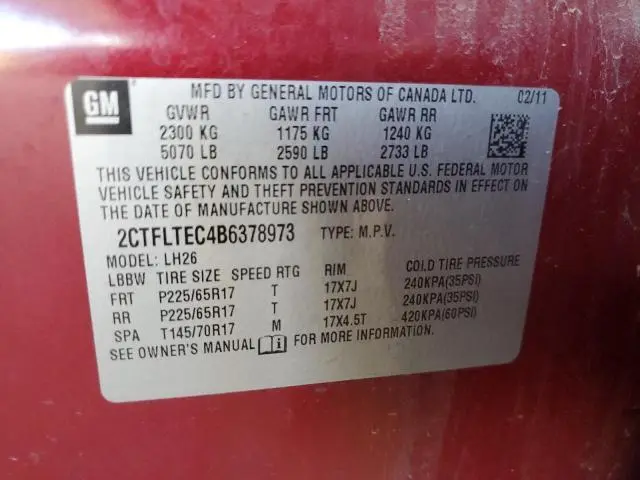 GM
MFD BY GENERAL MOTORS OF CANADA LTD. 02/11
GVWR GAWR FRT GAWR RR
2300 KG 1175 KG 1240 KG
5070 LB 2590 LB 2733 LB
THIS VEHICLE CONFORMS TO ALL APPLICABLE U.S. FEDERAL MOTOR
VEHICLE SAFETY AND THEFT PREVENTION STANDARDS IN EFFECT ON
THE DATE OF MANUFACTURE SHOWN ABOVE.
2CTFLTEC4B6378973 TYPE: M.P.V.
MODEL: LH26
LBBW TIRE SIZE SPEED RTG RIM COLD TIRE PRESSURE
FRT P225/65R17 T 17X7J 240KPA(35PSI)
RR P225/65R17 T 17X7J 240KPA(35PSI)
SPA T145/70R17 M 17X4.5T 420KPA(60PSI)
SEE OWNER'S MANUAL i FOR MORE INFORMATION.